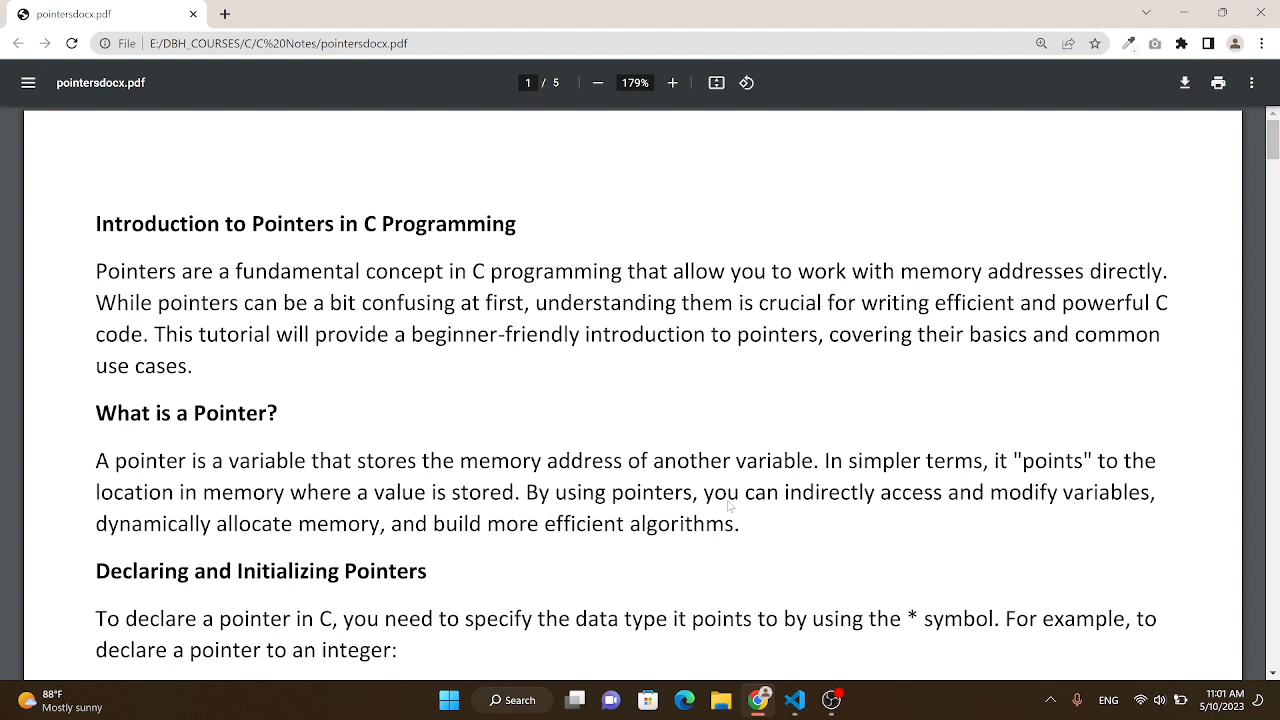 pointersdocx.pdf
File E:/DBH_COURSES/C/C%20Notes/pointersdocx.pdf
pointersdocx.pdf 1 / 5 179%
Introduction to Pointers in C Programming
Pointers are a fundamental concept in C programming that allow you to work with memory addresses directly.
While pointers can be a bit confusing at first, understanding them is crucial for writing efficient and powerful C
code. This tutorial will provide a beginner-friendly introduction to pointers, covering their basics and common
use cases.
What is a Pointer?
A pointer is a variable that stores the memory address of another variable. In simpler terms, it "points" to the
location in memory where a value is stored. By using pointers, you can indirectly access and modify variables,
dynamically allocate memory, and build more efficient algorithms.
Declaring and Initializing Pointers
To declare a pointer in C, you need to specify the data type it points to by using the * symbol. For example, to
declare a pointer to an integer:
88°F
Mostly sunny
Search
ENG
11:01 AM
5/10/2023